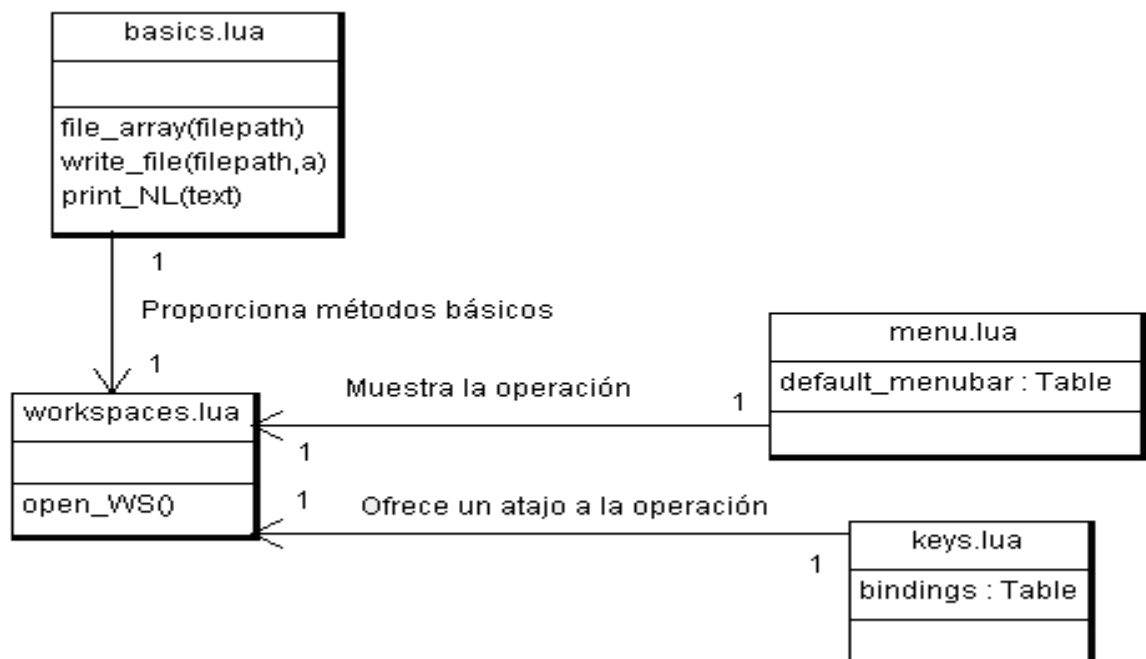 basics.lua
file_array(filepath)
write_file(filepath,a)
print_NL(text)
1
Proporciona métodos básicos
1
workspaces.lua
open_WS()
Muestra la operación
1
1
menu.lua
default_menubar : Table
1
Ofrece un atajo a la operación
1
keys.lua
bindings : Table